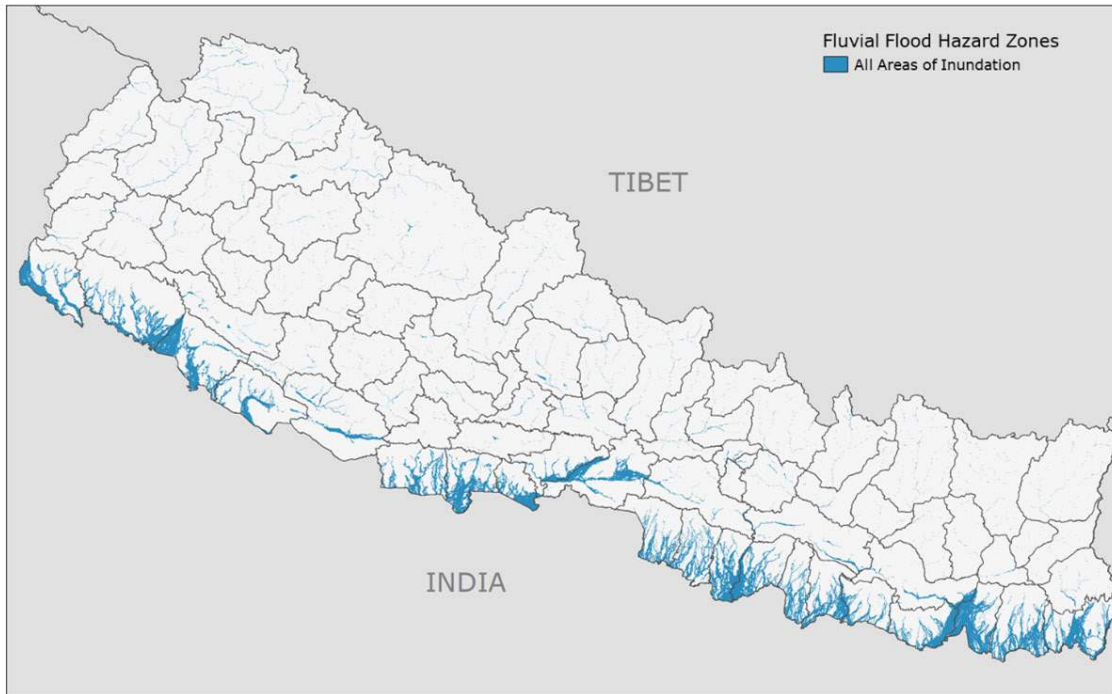 Fluvial Flood Hazard Zones
All Areas of Inundation
TIBET
INDIA